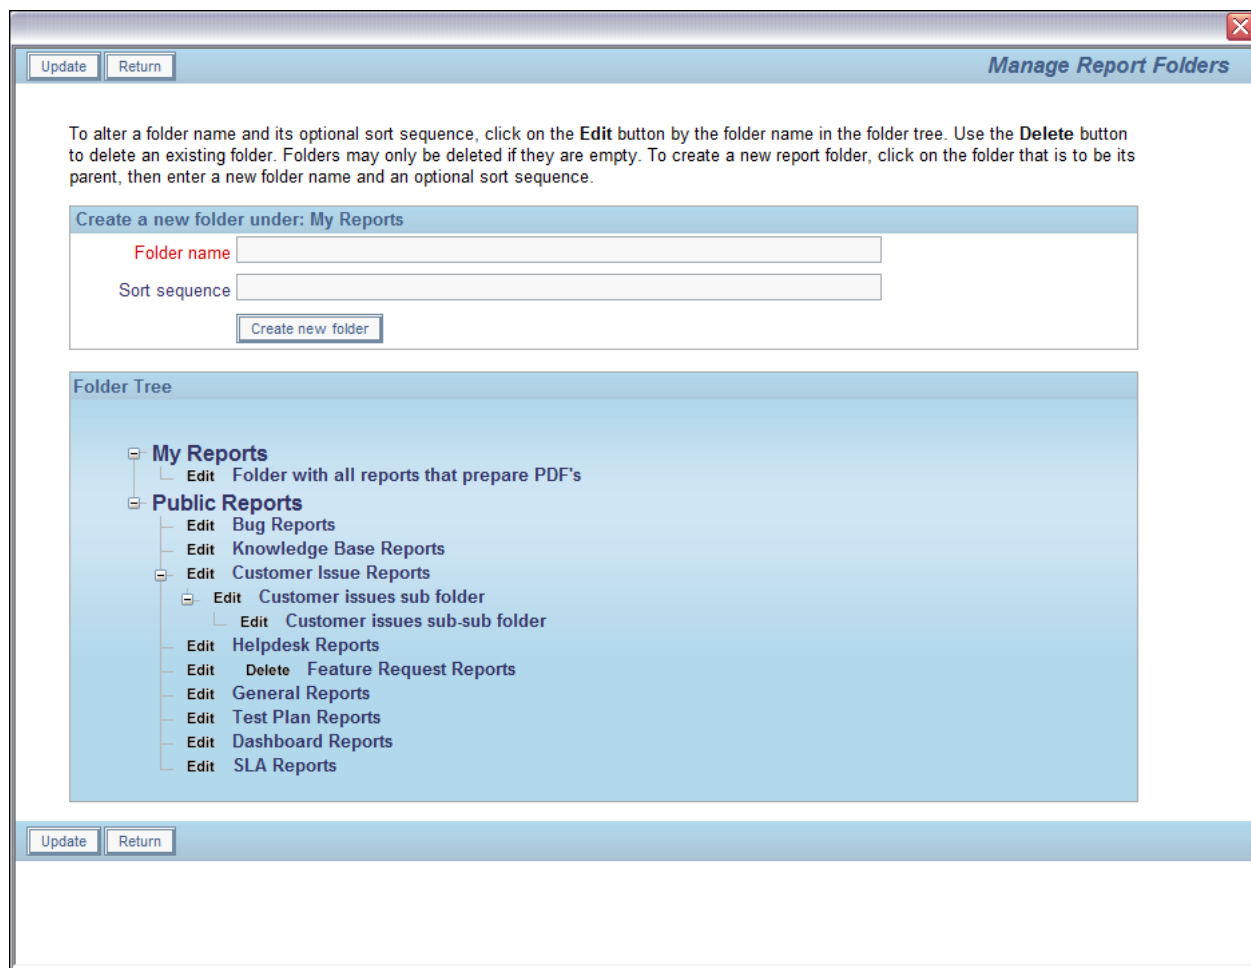 Update Return Manage Report Folders
To alter a folder name and its optional sort sequence, click on the Edit button by the folder name in the folder tree. Use the Delete button
to delete an existing folder. Folders may only be deleted if they are empty. To create a new report folder, click on the folder that is to be its
parent, then enter a new folder name and an optional sort sequence.
Create a new folder under: My Reports
Folder name
Sort sequence
Create new folder
Folder Tree
My Reports
Edit Folder with all reports that prepare PDF's
Public Reports
Edit Bug Reports
Edit Knowledge Base Reports
Edit Customer Issue Reports
Edit Customer issues sub folder
Edit Customer issues sub-sub folder
Edit Helpdesk Reports
Edit Delete Feature Request Reports
Edit General Reports
Edit Test Plan Reports
Edit Dashboard Reports
Edit SLA Reports
Update Return